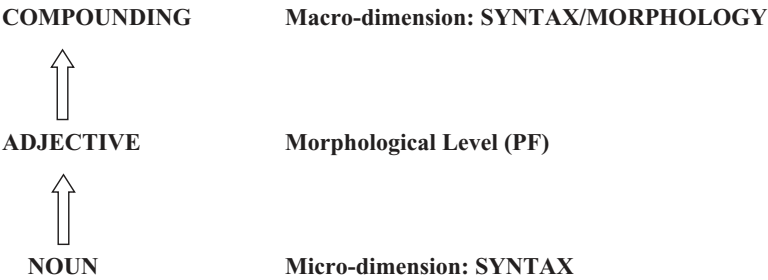 COMPOUNDING Macro-dimension: SYNTAX/MORPHOLOGY
ADJECTIVE Morphological Level (PF)
NOUN Micro-dimension: SYNTAX